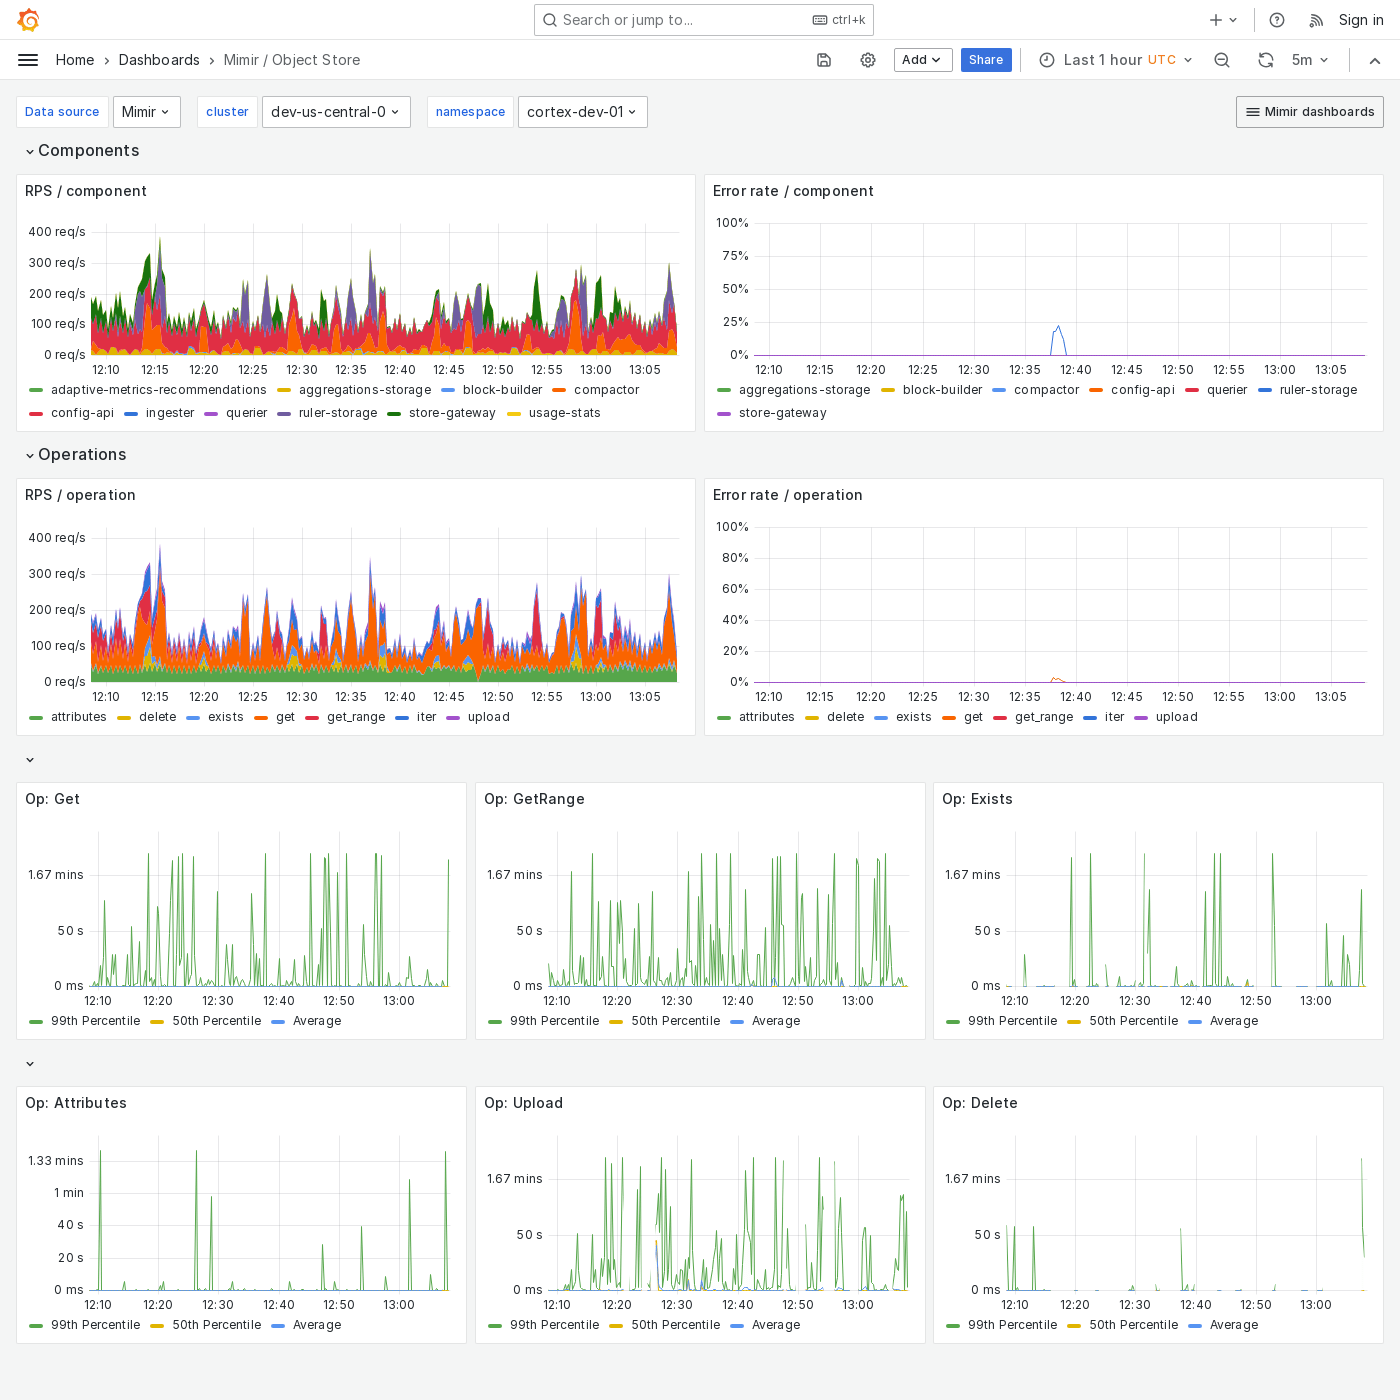 Search or jump to... ctrl+k Sign in
Home Dashboards Mimir / Object Store Add Share Last 1 hour UTC 5m
Data source Mimir cluster dev-us-central-0 namespace cortex-dev-01 Mimir dashboards
Components
RPS / component
400 req/s
300 req/s
200 req/s
100 req/s
0 req/s
12:10 12:15 12:20 12:25 12:30 12:35 12:40 12:45 12:50 12:55 13:00 13:05
adaptive-metrics-recommendations aggregations-storage block-builder compactor
config-api ingester querier ruler-storage store-gateway usage-stats
Error rate / component
100%
75%
50%
25%
0%
12:10 12:15 12:20 12:25 12:30 12:35 12:40 12:45 12:50 12:55 13:00 13:05
aggregations-storage block-builder compactor config-api querier ruler-storage
store-gateway
Operations
RPS / operation
400 req/s
300 req/s
200 req/s
100 req/s
0 req/s
12:10 12:15 12:20 12:25 12:30 12:35 12:40 12:45 12:50 12:55 13:00 13:05
attributes delete exists get get_range iter upload
Error rate / operation
100%
80%
60%
40%
20%
0%
12:10 12:15 12:20 12:25 12:30 12:35 12:40 12:45 12:50 12:55 13:00 13:05
attributes delete exists get get_range iter upload
Op: Get
1.67 mins
50 s
0 ms
12:10 12:20 12:30 12:40 12:50 13:00
99th Percentile 50th Percentile Average
Op: GetRange
1.67 mins
50 s
0 ms
12:10 12:20 12:30 12:40 12:50 13:00
99th Percentile 50th Percentile Average
Op: Exists
1.67 mins
50 s
0 ms
12:10 12:20 12:30 12:40 12:50 13:00
99th Percentile 50th Percentile Average
Op: Attributes
1.33 mins
1 min
40 s
20 s
0 ms
12:10 12:20 12:30 12:40 12:50 13:00
99th Percentile 50th Percentile Average
Op: Upload
1.67 mins
50 s
0 ms
12:10 12:20 12:30 12:40 12:50 13:00
99th Percentile 50th Percentile Average
Op: Delete
1.67 mins
50 s
0 ms
12:10 12:20 12:30 12:40 12:50 13:00
99th Percentile 50th Percentile Average